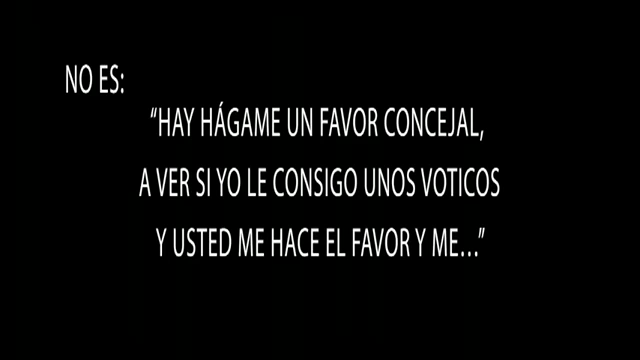 NO ES:
“HAY HÁGAME UN FAVOR CONCEJAL,
A VER SI YO LE CONSIGO UNOS VOTICOS
Y USTED ME HACE EL FAVOR Y ME...”